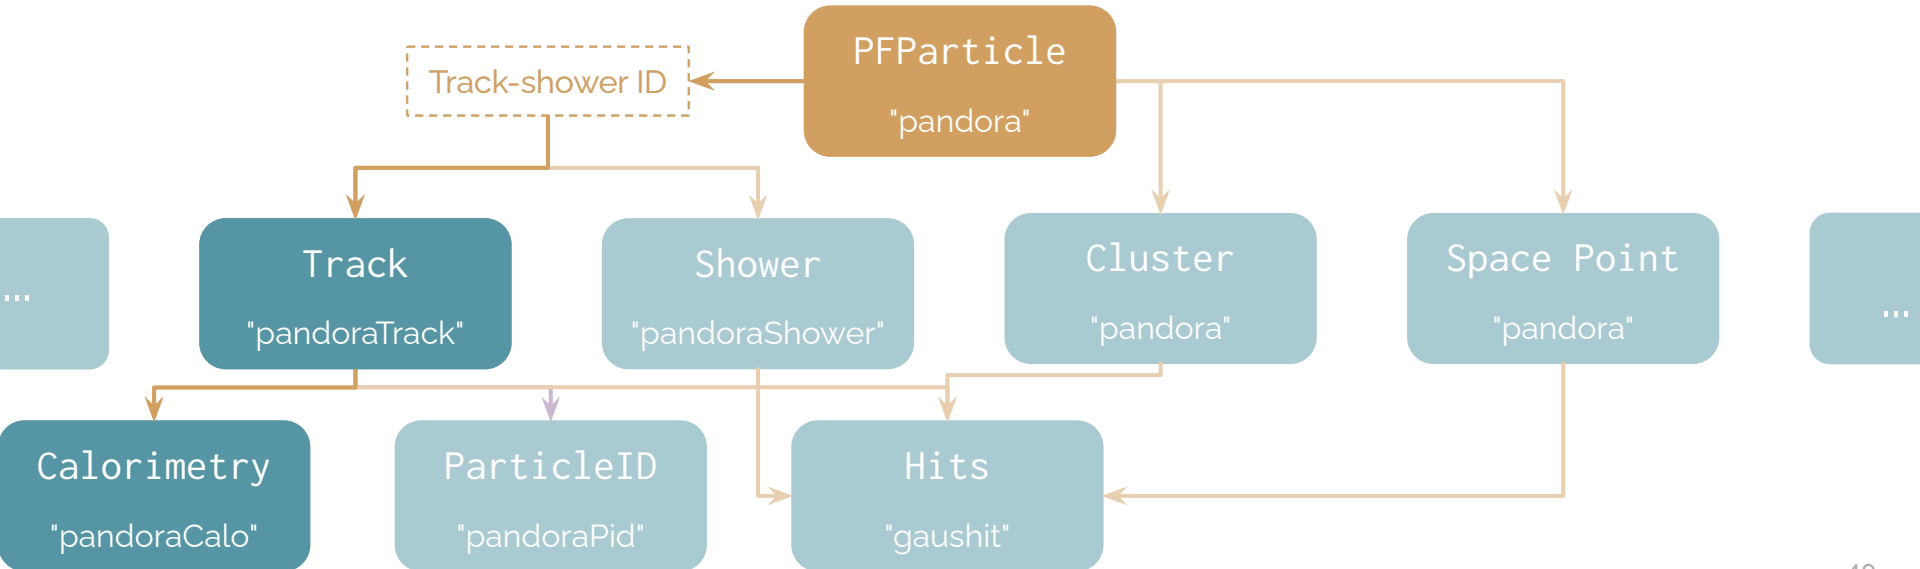 PFParticle
"pandora"
Track-shower ID
...
Track
"pandoraTrack"
Shower
"pandoraShower"
Cluster
"pandora"
Space Point
"pandora"
...
Calorimetry
"pandoraCalo"
ParticleID
"pandoraPid"
Hits
"gaushit"